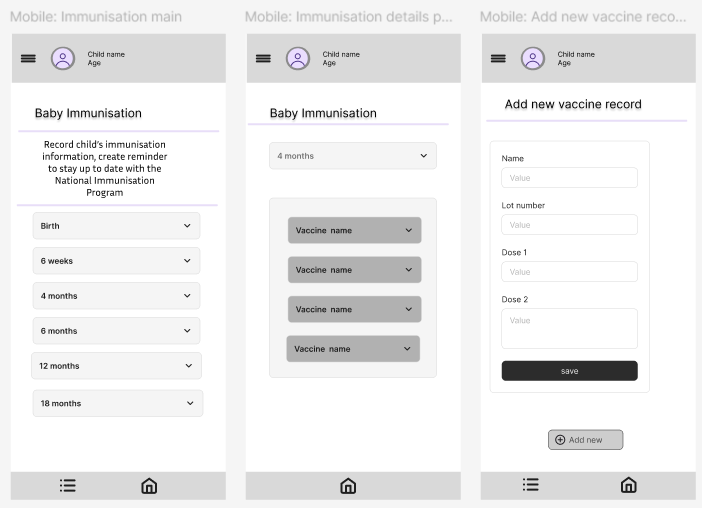 Mobile: Immunisation main
Child name
Age
Baby Immunisation
Record child's immunisation
information, create reminder
to stay up to date with the
National Immunisation
Program
Birth
6 weeks
4 months
6 months
12 months
18 months
Mobile: Immunisation details p...
Child name
Age
Baby Immunisation
4 months
Vaccine name
Vaccine name
Vaccine name
Vaccine name
Mobile: Add new vaccine reco...
Child name
Age
Add new vaccine record
Name
Value
Lot number
Value
Dose 1
Value
Dose 2
Value
save
Add new